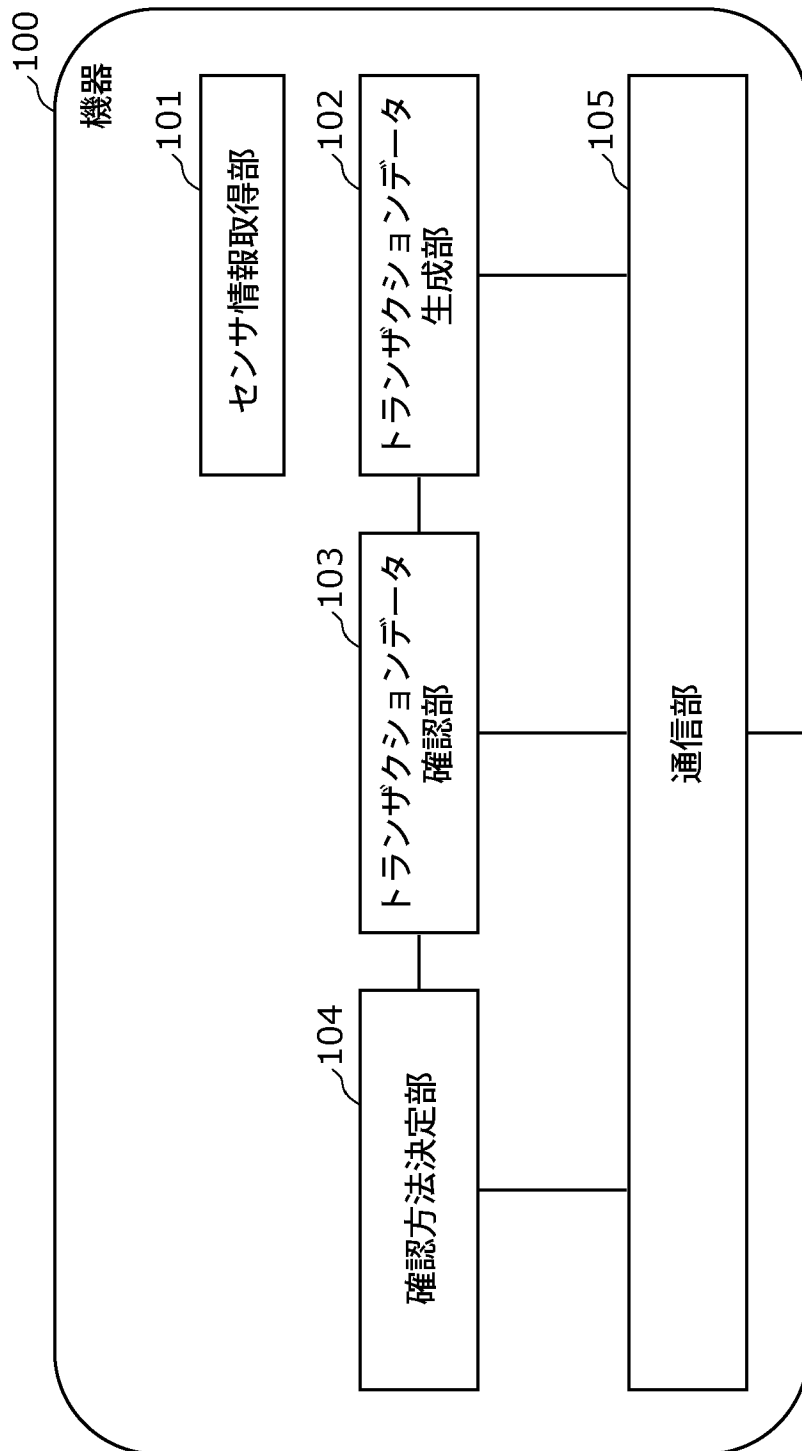 100
機器
101
センサ情報取得部
104
確認方法決定部
103
トランザクションデータ
確認部
102
トランザクションデータ
生成部
105
通信部